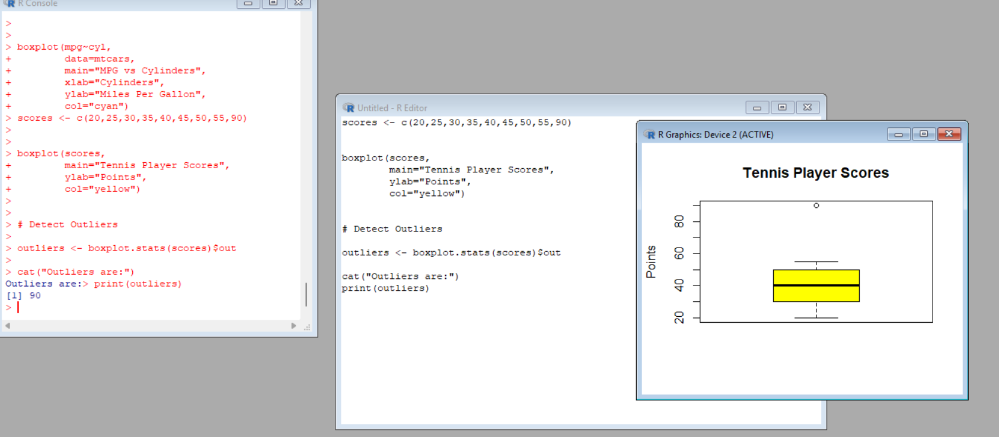 R Console
>
>
> boxplot(mpg~cyl,
+         data=mtcars,
+         main="MPG vs Cylinders",
+         xlab="Cylinders",
+         ylab="Miles Per Gallon",
+         col="cyan")
> scores <- c(20,25,30,35,40,45,50,55,90)
>
>
> boxplot(scores,
+         main="Tennis Player Scores",
+         ylab="Points",
+         col="yellow")
>
>
> # Detect Outliers
>
> outliers <- boxplot.stats(scores)$out
>
> cat("Outliers are:")
Outliers are:> print(outliers)
[1] 90
>
Untitled - R Editor
scores <- c(20,25,30,35,40,45,50,55,90)
boxplot(scores,
        main="Tennis Player Scores",
        ylab="Points",
        col="yellow")
# Detect Outliers
outliers <- boxplot.stats(scores)$out
cat("Outliers are:")
print(outliers)
R Graphics: Device 2 (ACTIVE)
Tennis Player Scores
Points
80
60
40
20